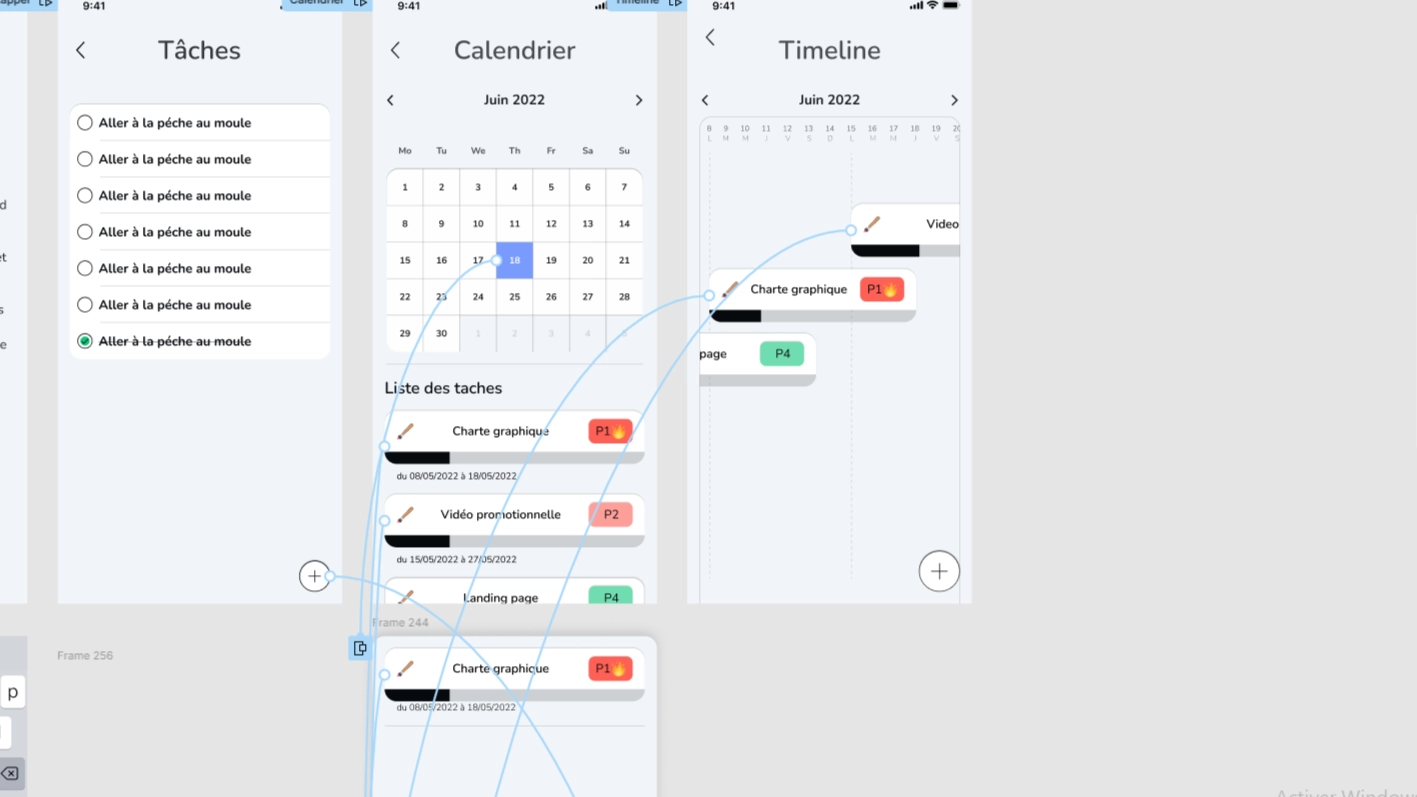 apper
9:41
Tâches
Aller à la péche au moule
Aller à la péche au moule
Aller à la péche au moule
Aller à la péche au moule
Aller à la péche au moule
Aller à la péche au moule
Aller à la péche au moule
Calendrier
9:41
Calendrier
Juin 2022
Mo Tu We Th Fr Sa Su
1 2 3 4 5 6 7
8 9 10 11 12 13 14
15 16 17 18 19 20 21
22 23 24 25 26 27 28
29 30 1 2 3 4 5
Liste des taches
Charte graphique P1🔥
du 08/05/2022 à 18/05/2022
Vidéo promotionnelle P2
du 15/05/2022 à 27/05/2022
Landing page P4
Timeline
9:41
Timeline
Juin 2022
8 9 10 11 12 13 14 15 16 17 18 19 20
L M M J V S D L M M J V S
Video
Charte graphique P1🔥
page P4
Frame 244
Charte graphique P1🔥
du 08/05/2022 à 18/05/2022
Frame 256
d
et
s
e
p
Activer Windows